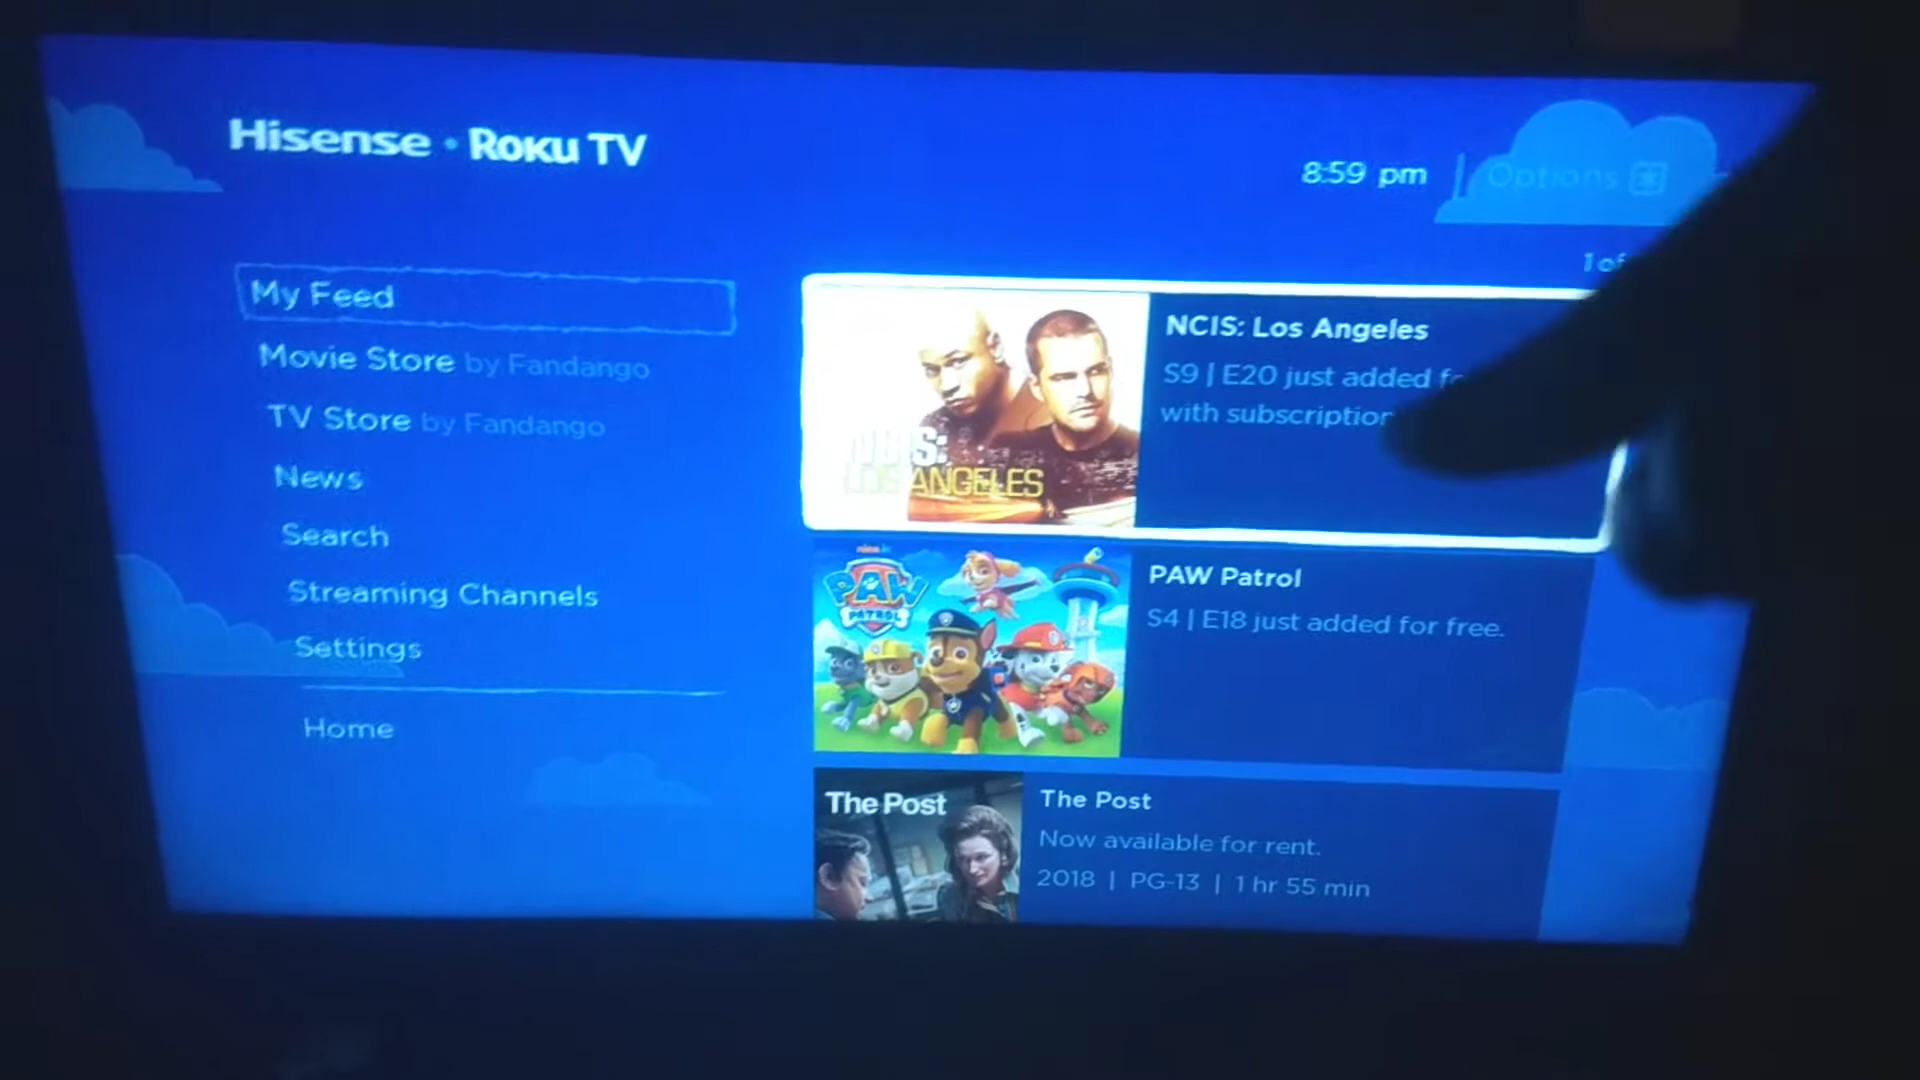 Hisense • Roku TV
8:59 pm | Options
1 of
My Feed
Movie Store by Fandango
TV Store by Fandango
News
Search
Streaming Channels
Settings
Home
NCIS: Los Angeles
S9 | E20 just added
with subscription
NCIS:
LOS ANGELES
PAW Patrol
S4 | E18 just added for free.
PAW
PATROL
The Post
The Post
Now available for rent.
2018 | PG-13 | 1 hr 55 min